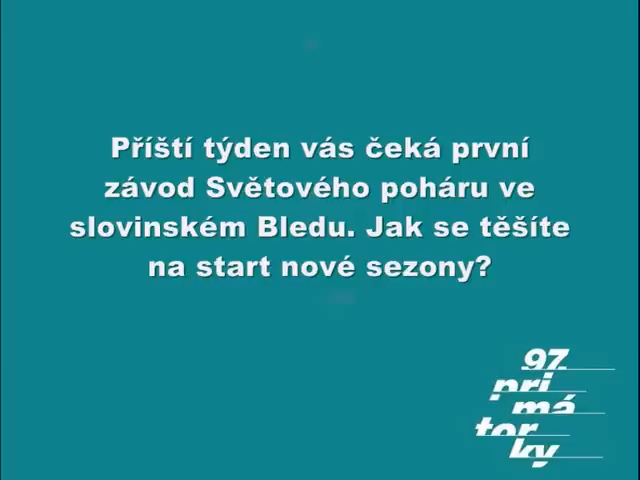 Příští týden vás čeká první
závod Světového poháru ve
slovinském Bledu. Jak se těšíte
na start nové sezony?
97
pri
má
tor
ky